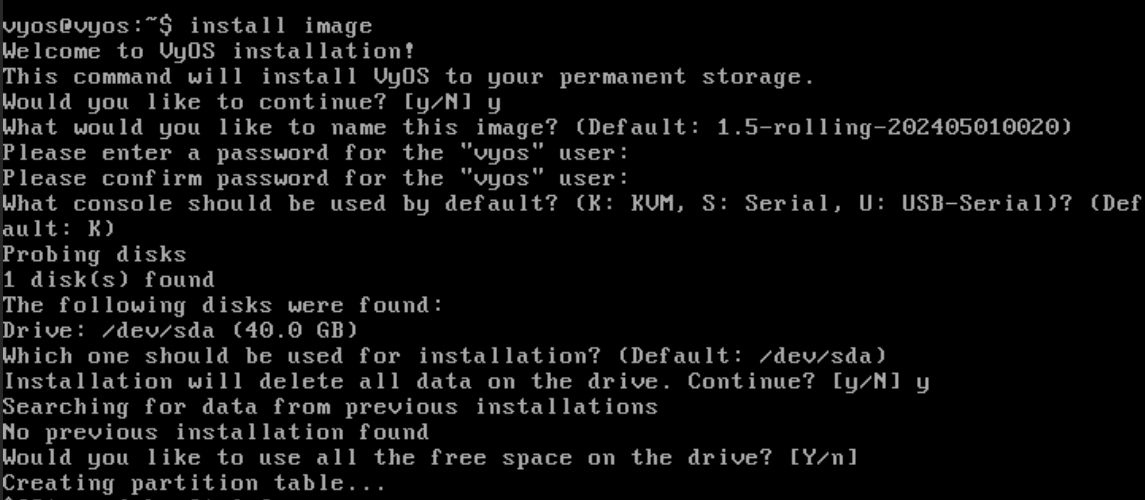 vyos@vyos:~$ install image
Welcome to VyOS installation!
This command will install VyOS to your permanent storage.
Would you like to continue? [y/N] y
What would you like to name this image? (Default: 1.5-rolling-202405010020)
Please enter a password for the "vyos" user:
Please confirm password for the "vyos" user:
What console should be used by default? (K: KVM, S: Serial, U: USB-Serial)? (Def
ault: K)
Probing disks
1 disk(s) found
The following disks were found:
Drive: /dev/sda (40.0 GB)
Which one should be used for installation? (Default: /dev/sda)
Installation will delete all data on the drive. Continue? [y/N] y
Searching for data from previous installations
No previous installation found
Would you like to use all the free space on the drive? [Y/n]
Creating partition table...